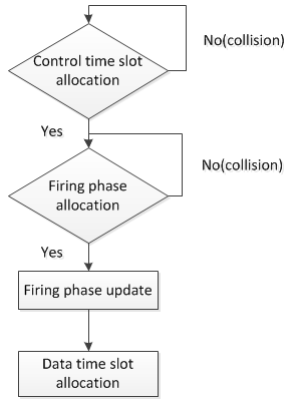 No(collision)
Control time slot
allocation
Yes
No(collision)
Firing phase
allocation
Yes
Firing phase update
Data time slot
allocation